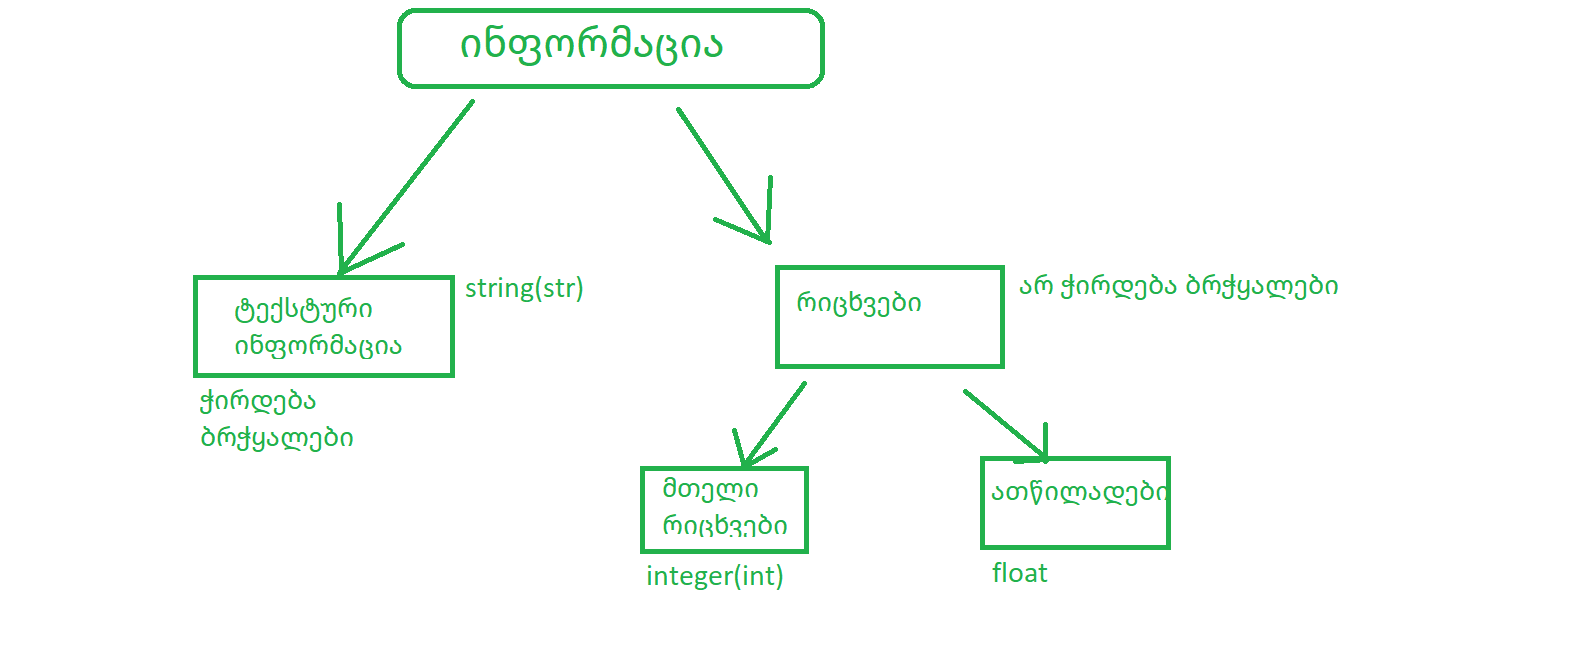 ინფორმაცია
ტექსტური
ინფორმაცია
string(str)
ჭირდება
ბრჭყალები
რიცხვები
არ ჭირდება ბრჭყალები
მთელი
რიცხვები
integer(int)
ათწილადები
float